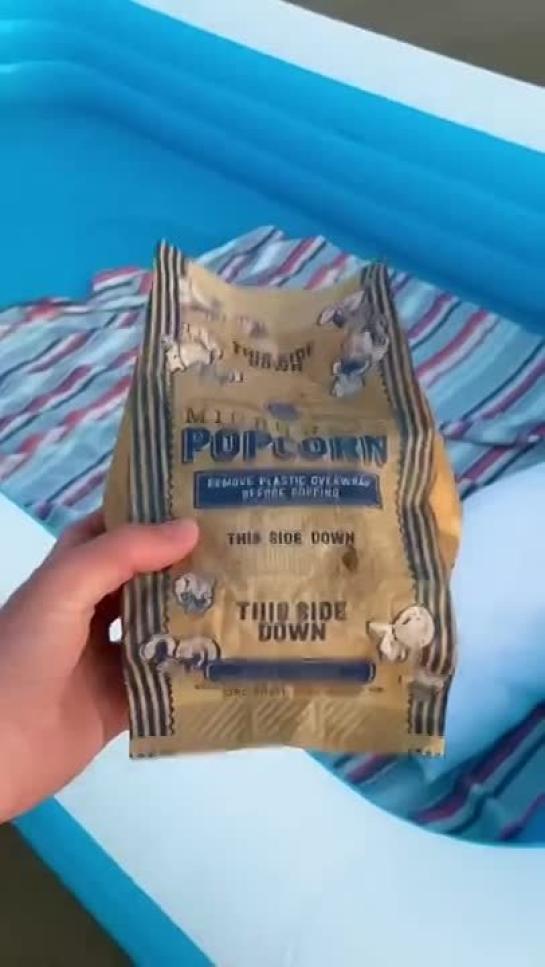 THIS SIDE
DOWN
POPCORN
REMOVE PLASTIC OVERWRAP
BEFORE POPPING
THIS SIDE DOWN
THIS SIDE
DOWN